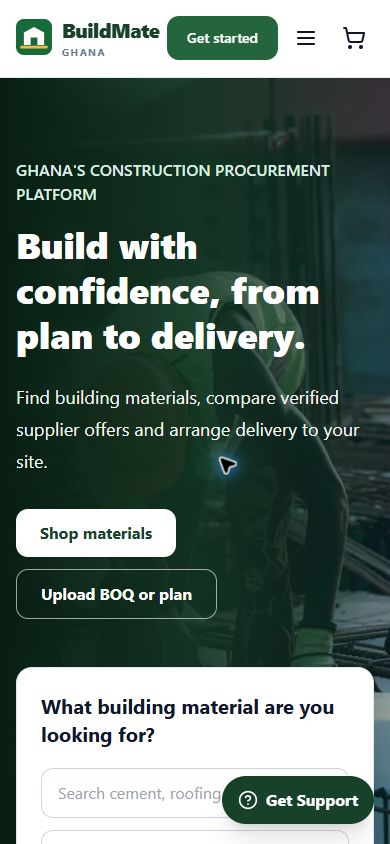 BuildMate
GHANA
Get started
GHANA'S CONSTRUCTION PROCUREMENT
PLATFORM
Build with
confidence, from
plan to delivery.
Find building materials, compare verified
supplier offers and arrange delivery to your
site.
Shop materials
Upload BOQ or plan
What building material are you
looking for?
Search cement, roofing
Get Support